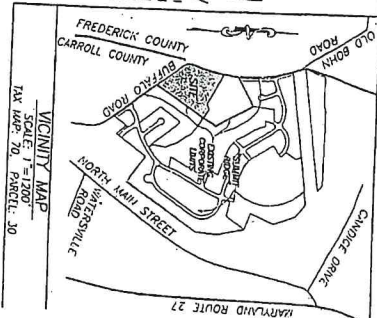 FREDERICK COUNTY
CARROLL COUNTY
OLD BOHN
ROAD
BUFFALO ROAD
SITE
EXISTING
CORPORATE
LIMITS
CANDICE DRIVE
NORTH MAIN STREET
WATERSVILLE
ROAD
MARYLAND ROUTE 27
VICINITY MAP
SCALE: 1"=1200'
TAX MAP: 70, PARCEL: 30